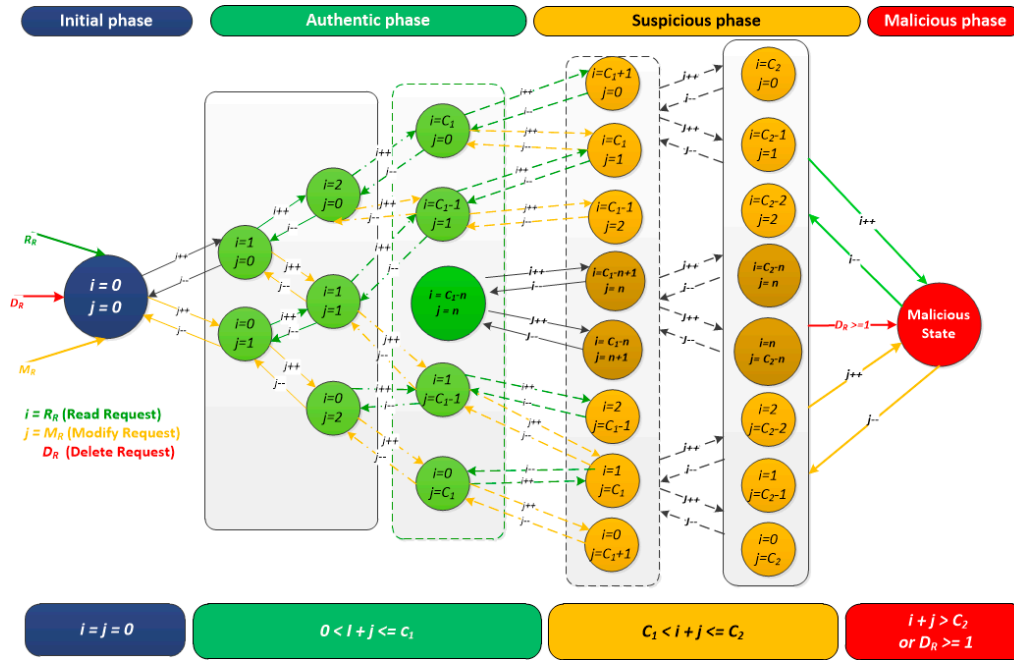 Initial phase
Authentic phase
Suspicious phase
Malicious phase
R_R
D_R
M_R
i = 0
j = 0
i++
i--
j++
j--
i=1
j=0
i=0
j=1
i++
i--
j++
j--
i++
i--
j++
j--
i=2
j=0
i=1
j=1
i=0
j=2
i++
i--
j++
j--
i++
i--
j++
j--
i++
i--
j++
j--
i=C₁
j=0
i=C₁-1
j=1
i = C₁-n
j = n
i=1
j=C₁-1
i=0
j=C₁
i++
i--
j++
j--
i++
i--
j++
j--
i++
i--
J++
J--
i++
i--
j++
j--
i--
i++
j++
j--
i=C₁+1
j=0
i=C₁
j=1
i=C₁-1
j=2
i=C₁-n+1
j= n
i= C₁-n
j= n+1
i=2
j=C₁-1
i=1
j=C₁
i=0
j=C₁+1
i++
i--
J++
J--
i++
i--
j++
j--
i++
i--
j++
J--
i=C₂
j=0
i=C₂-1
j=1
i=C₂-2
j=2
i=C₂-n
j= n
i=n
j= C₂-n
i=2
j=C₂-2
i=1
j=C₂-1
i=0
j=C₂
i++
i--
D_R >=1
j++
j--
Malicious
State
i = R_R (Read Request)
j = M_R (Modify Request)
D_R (Delete Request)
i = j = 0
0 < I + j <= C₁
C₁ < i + j <= C₂
i + j > C₂
or D_R >= 1